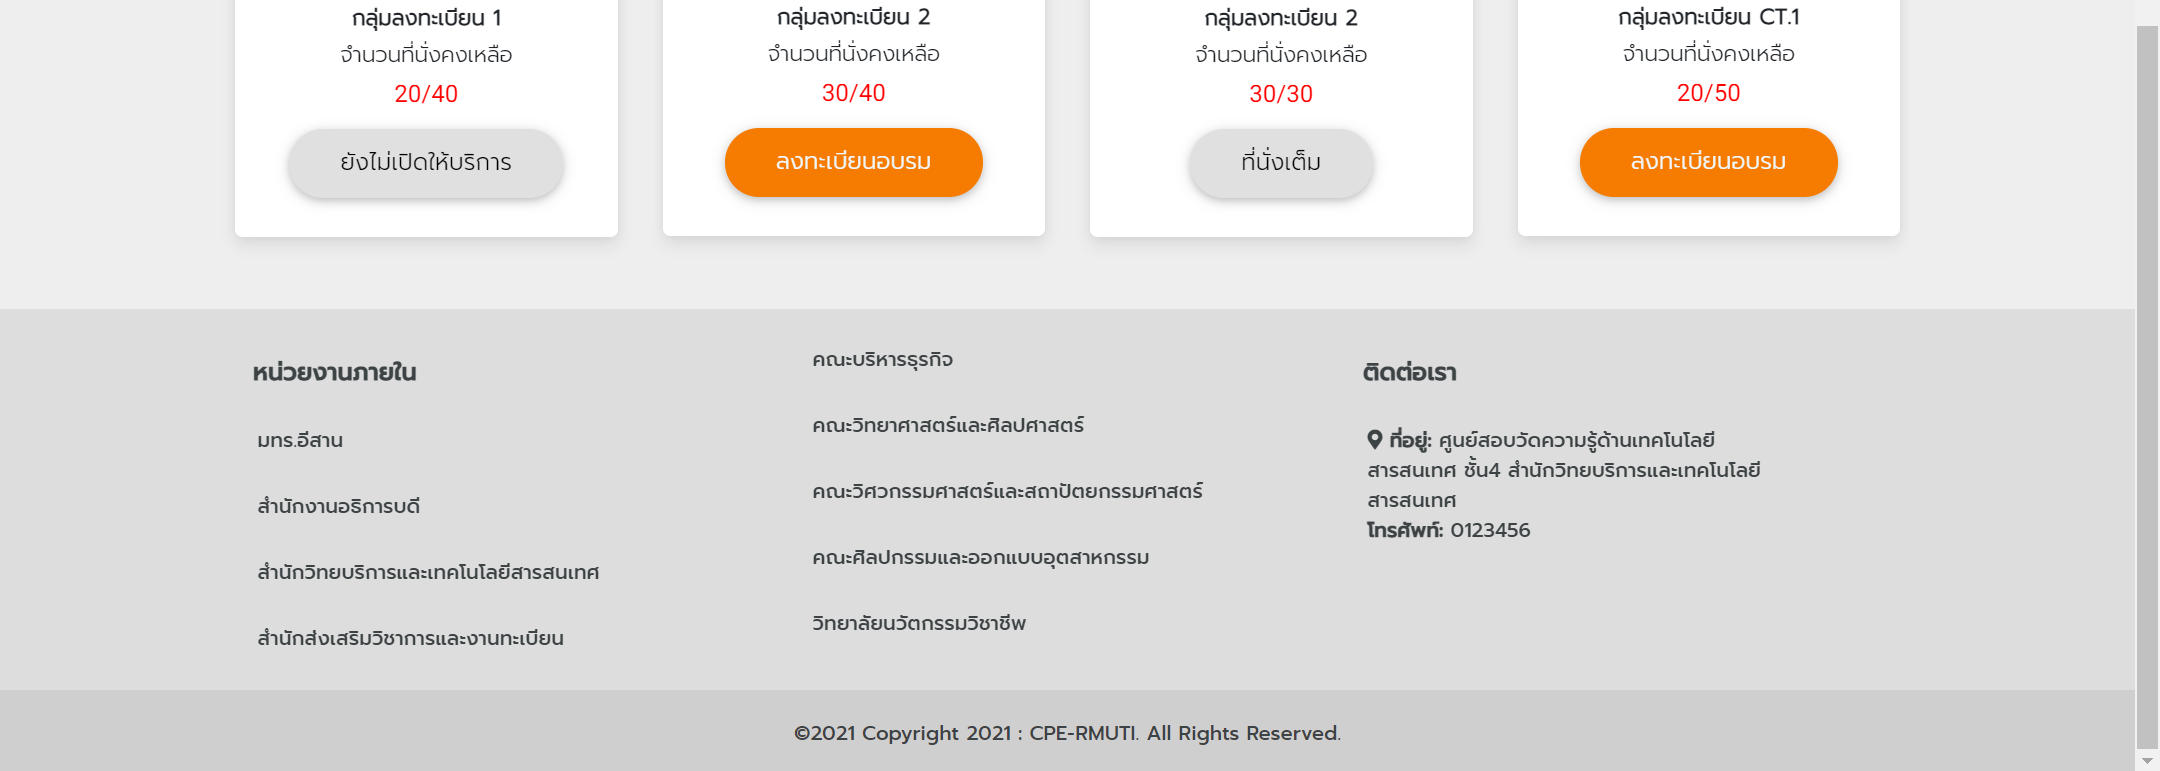 กลุ่มลงทะเบียน 1
จำนวนที่นั่งคงเหลือ
20/40
ยังไม่เปิดให้บริการ
กลุ่มลงทะเบียน 2
จำนวนที่นั่งคงเหลือ
30/40
ลงทะเบียนอบรม
กลุ่มลงทะเบียน 2
จำนวนที่นั่งคงเหลือ
30/30
ที่นั่งเต็ม
กลุ่มลงทะเบียน CT.1
จำนวนที่นั่งคงเหลือ
20/50
ลงทะเบียนอบรม
หน่วยงานภายใน
มทร.อีสาน
สำนักงานอธิการบดี
สำนักวิทยบริการและเทคโนโลยีสารสนเทศ
สำนักส่งเสริมวิชาการและงานทะเบียน
คณะบริหารธุรกิจ
คณะวิทยาศาสตร์และศิลปศาสตร์
คณะวิศวกรรมศาสตร์และสถาปัตยกรรมศาสตร์
คณะศิลปกรรมและออกแบบอุตสาหกรรม
วิทยาลัยนวัตกรรมวิชาชีพ
ติดต่อเรา
ที่อยู่: ศูนย์สอบวัดความรู้ด้านเทคโนโลยี
สารสนเทศ ชั้น4 สำนักวิทยบริการและเทคโนโลยี
สารสนเทศ
โทรศัพท์: 0123456
©2021 Copyright 2021 : CPE-RMUTI. All Rights Reserved.